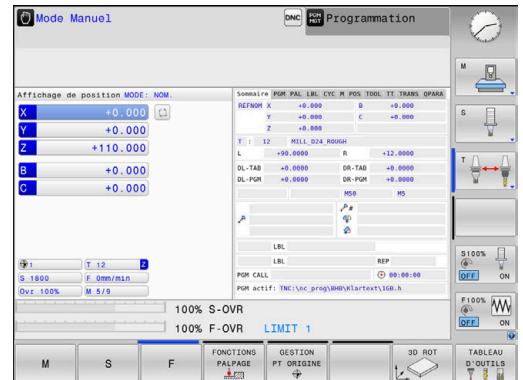 Mode Manuel
DNC
PGM MGT
Programmation
Affichage de position MODE: NOM.
X +0.000
Y +0.000
Z +110.000
B +0.000
C +0.000
1 T 12 Z
S 1800 F 0mm/min
Ovr 100% M 5/9
Sommaire PGM PAL LBL CYC M POS TOOL TT TRANS QPARA
REFNOM X +0.000 B +0.000
Y +0.000 C +0.000
Z +0.000
T : 12 MILL_D24_ROUGH
L +90.0000 R +12.0000
DL-TAB +0.0000 DR-TAB +0.0000
DL-PGM +0.0000 DR-PGM +0.0000
M50 M5
P#
LBL
LBL REP
PGM CALL 00:00:00
PGM actif: TNC:\nc_prog\BHB\Klartext\1GB.h
100% S-OVR
100% F-OVR LIMIT 1
M
S
T
S100%
OFF ON
F100%
OFF ON
M
S
F
FONCTIONS PALPAGE
GESTION PT ORIGINE
3D ROT
TABLEAU D'OUTILS